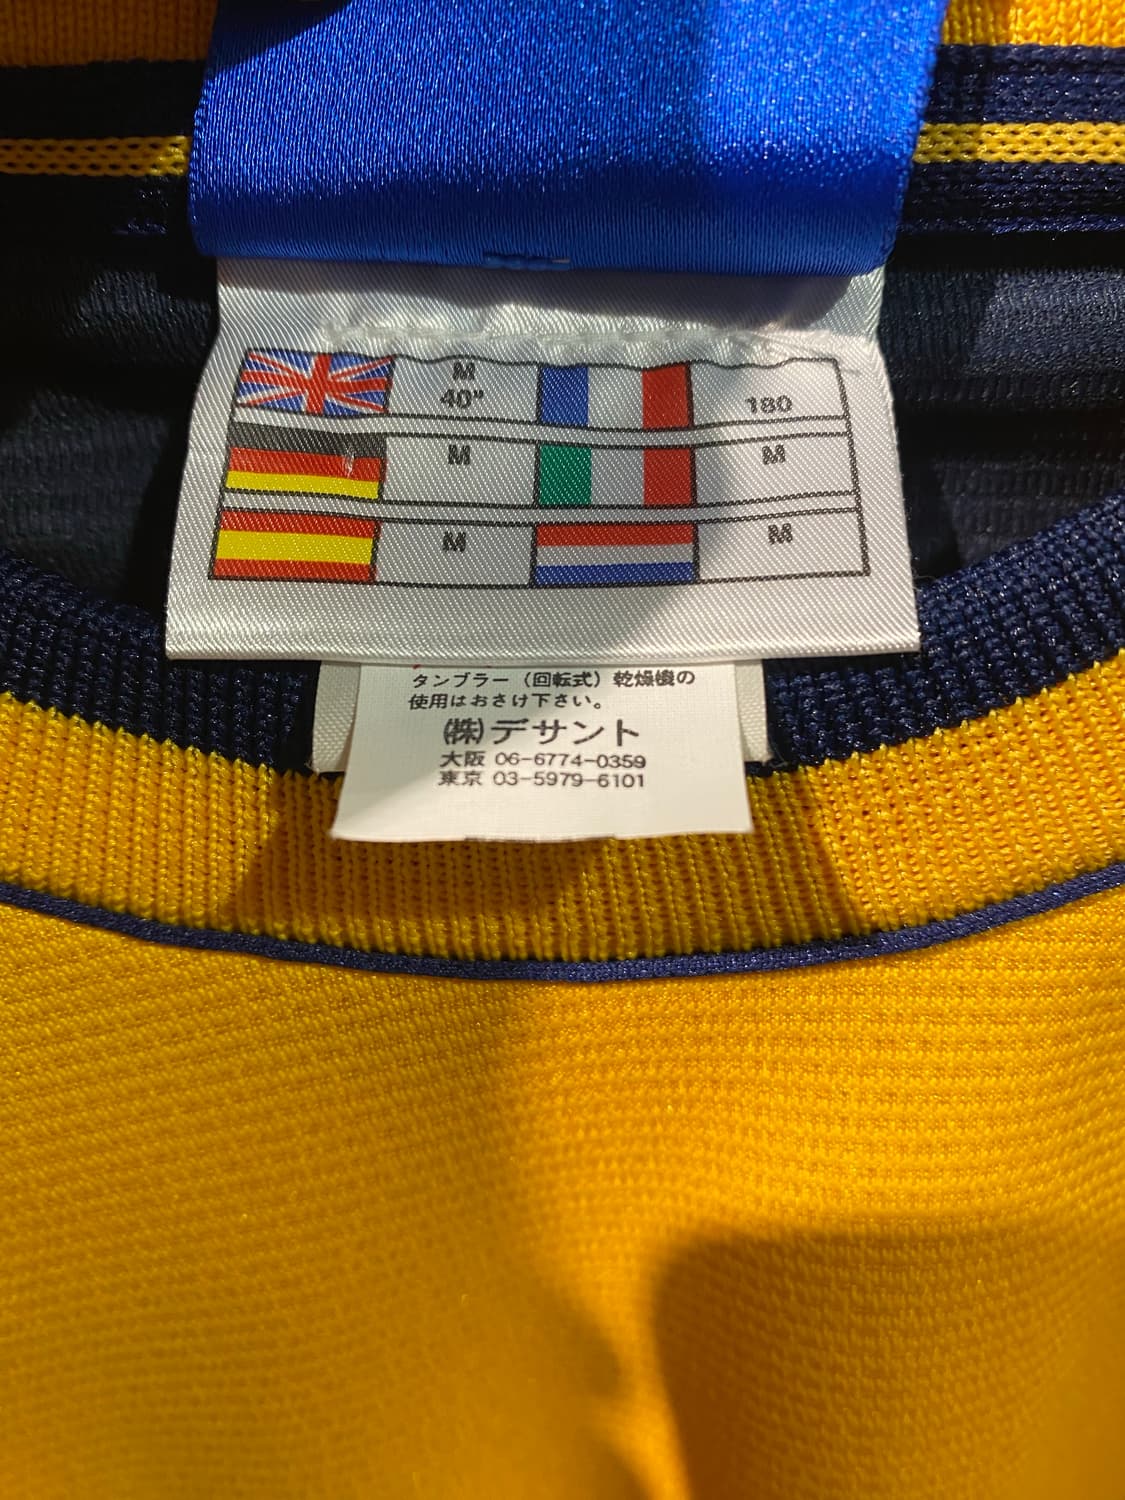 M
40"
180
M
M
M
M
タンブラー（回転式）乾燥機の
使用はおさけ下さい。
㈱デサント
大阪 06-6774-0359
東京 03-5979-6101